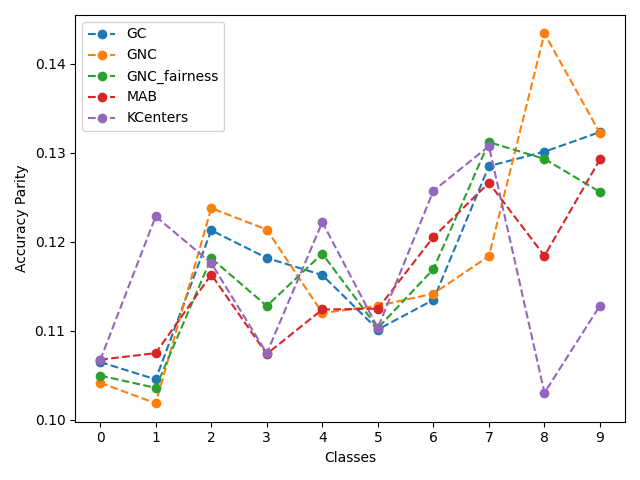 GC
GNC
GNC_fairness
MAB
KCenters
0.14
0.13
0.12
0.11
0.10
Accuracy Parity
0 1 2 3 4 5 6 7 8 9
Classes